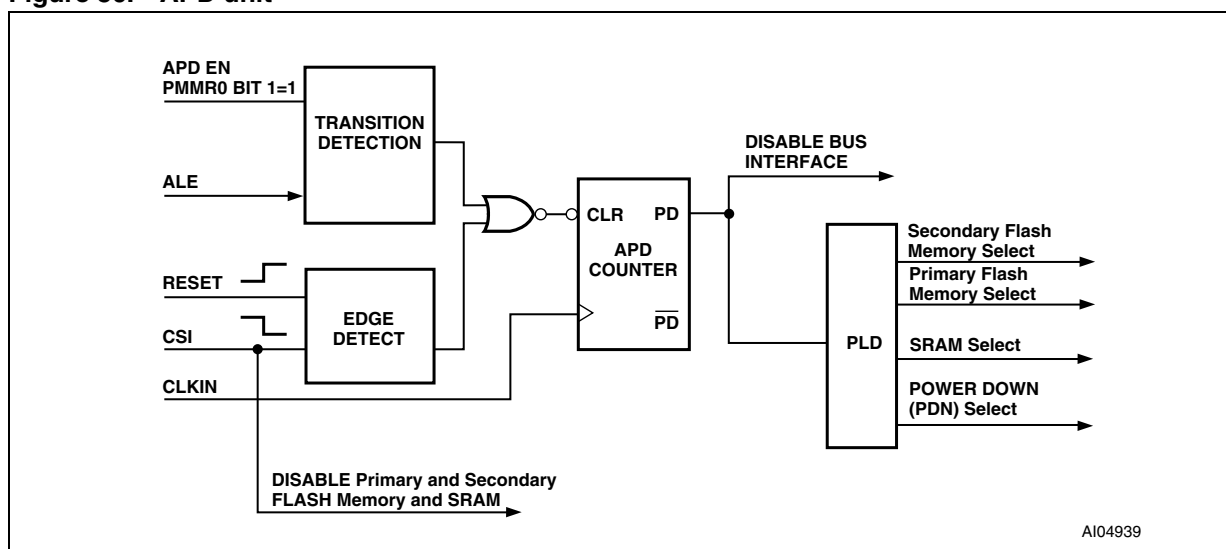 APD unit
APD EN
PMMR0 BIT 1=1
TRANSITION
DETECTION
ALE
DISABLE BUS
INTERFACE
CLR PD
APD
COUNTER
PD
RESET
EDGE
DETECT
CSI
CLKIN
PLD
Secondary Flash
Memory Select
Primary Flash
Memory Select
SRAM Select
POWER DOWN
(PDN) Select
DISABLE Primary and Secondary
FLASH Memory and SRAM
AI04939